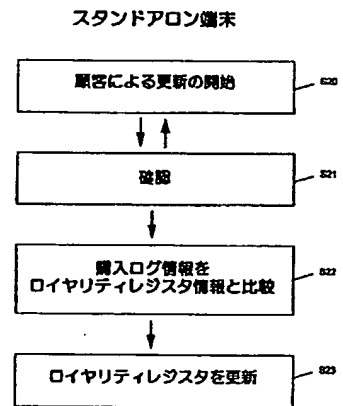 スタンドアロン端末
顧客による更新の開始
S20
確認
S21
購入ログ情報を
ロイヤリティレジスタ情報と比較
S22
ロイヤリティレジスタを更新
S23